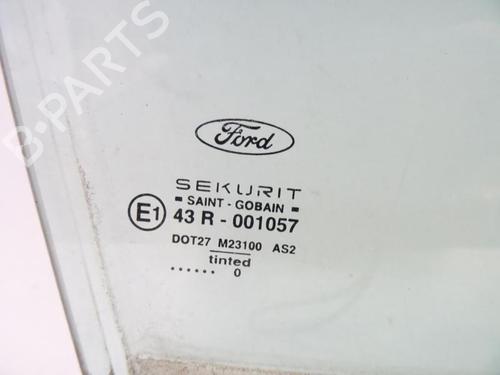 B-PARTS
Ford
SEKURIT
SAINT - GOBAIN
E1 43 R - 001057
DOT27 M23100 AS2
tinted
...... 0